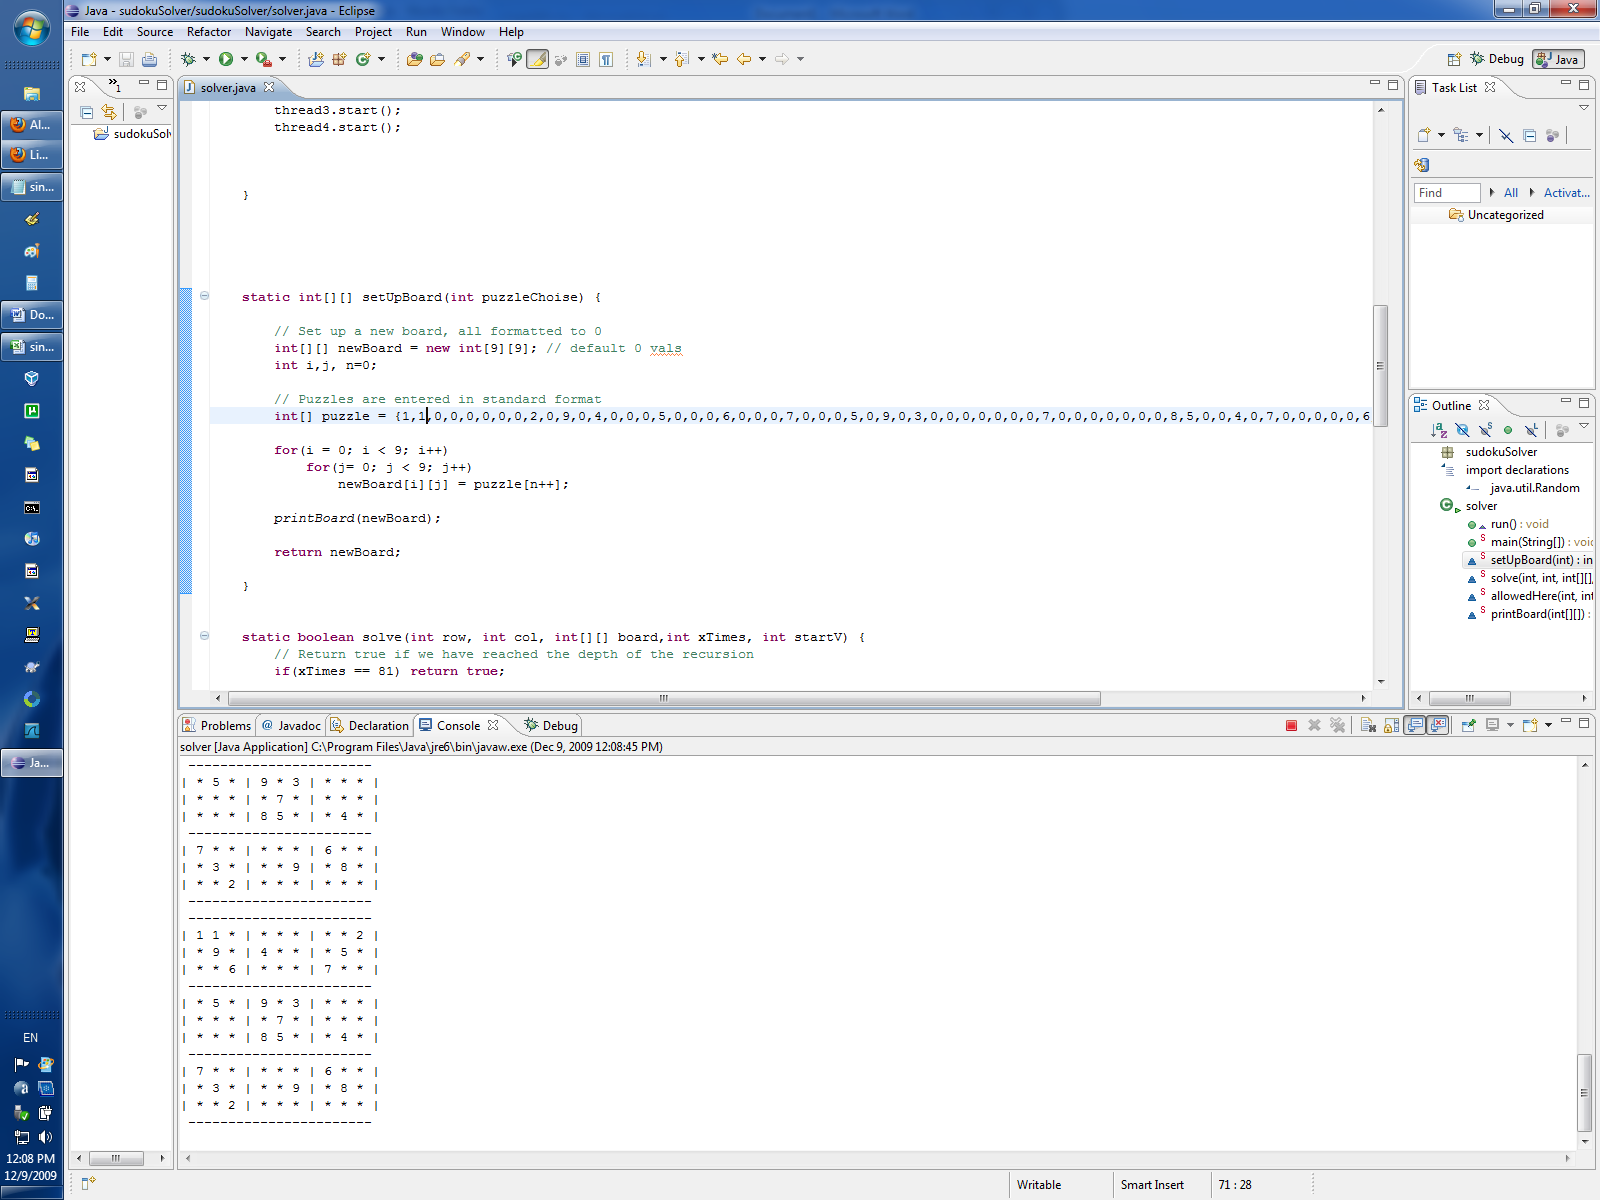 Java - sudokuSolver/sudokuSolver/solver.java - Eclipse
File Edit Source Refactor Navigate Search Project Run Window Help
Debug Java
»1
solver.java
Task List
sudokuSolv
Al...
Li...
sin...
Do...
sin...
Ja...
Find All Activat...
Uncategorized
thread3.start();
thread4.start();
}
static int[][] setUpBoard(int puzzleChoise) {
// Set up a new board, all formatted to 0
int[][] newBoard = new int[9][9]; // default 0 vals
int i,j, n=0;
// Puzzles are entered in standard format
int[] puzzle = {1,1,0,0,0,0,0,0,2,0,9,0,4,0,0,0,5,0,0,0,6,0,0,0,7,0,0,0,5,0,9,0,3,0,0,0,0,0,0,0,7,0,0,0,0,0,0,0,8,5,0,0,4,0,7,0,0,0,0,0,6
for(i = 0; i < 9; i++)
for(j= 0; j < 9; j++)
newBoard[i][j] = puzzle[n++];
printBoard(newBoard);
return newBoard;
}
static boolean solve(int row, int col, int[][] board,int xTimes, int startV) {
// Return true if we have reached the depth of the recursion
if(xTimes == 81) return true;
Outline
sudokuSolver
import declarations
java.util.Random
solver
run() : void
main(String[]) : voic
setUpBoard(int) : in
solve(int, int, int[][],
allowedHere(int, int
printBoard(int[][]) :
Problems @ Javadoc Declaration Console Debug
solver [Java Application] C:\Program Files\Java\jre6\bin\javaw.exe (Dec 9, 2009 12:08:45 PM)
-----------------------
| * 5 * | 9 * 3 | * * * |
| * * * | * 7 * | * * * |
| * * * | 8 5 * | * 4 * |
-----------------------
| 7 * * | * * * | 6 * * |
| * 3 * | * * 9 | * 8 * |
| * * 2 | * * * | * * * |
-----------------------
-----------------------
| 1 1 * | * * * | * * 2 |
| * 9 * | 4 * * | * 5 * |
| * * 6 | * * * | 7 * * |
-----------------------
| * 5 * | 9 * 3 | * * * |
| * * * | * 7 * | * * * |
| * * * | 8 5 * | * 4 * |
-----------------------
| 7 * * | * * * | 6 * * |
| * 3 * | * * 9 | * 8 * |
| * * 2 | * * * | * * * |
-----------------------
EN
12:08 PM
12/9/2009
Writable Smart Insert 71 : 28